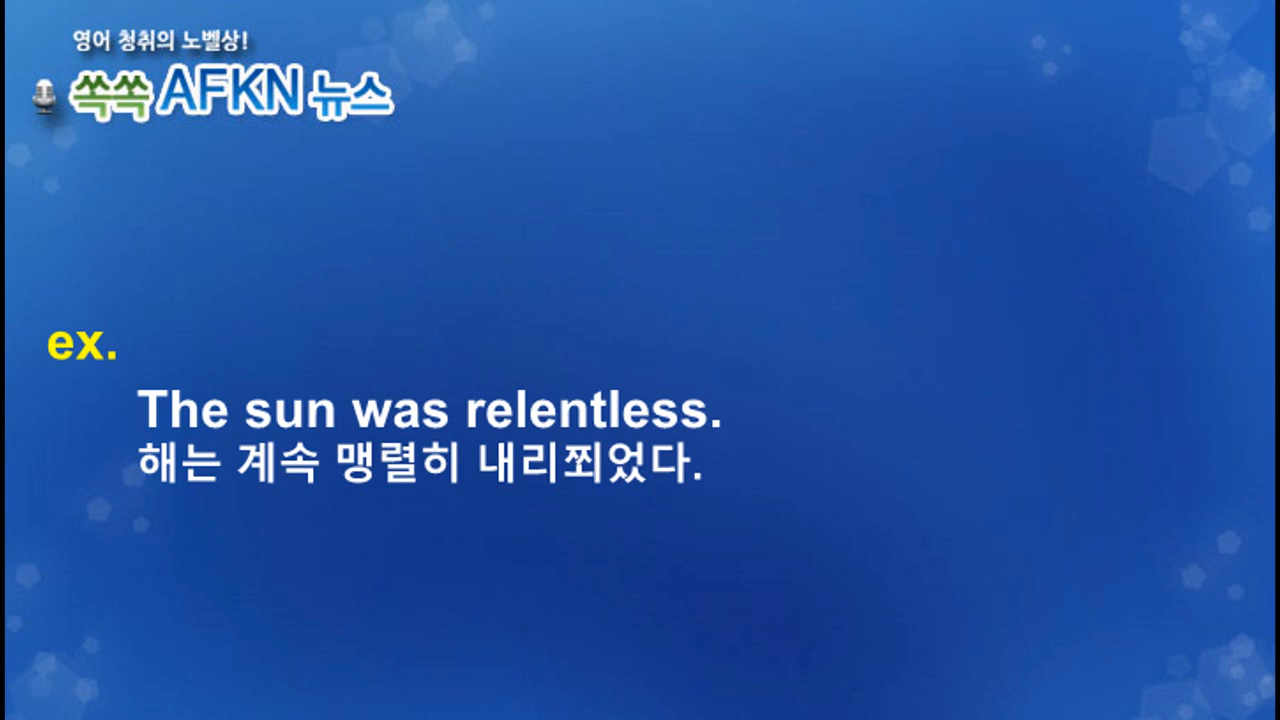 영어 청취의 노벨상!
쏙쏙 AFKN 뉴스
ex.
The sun was relentless.
해는 계속 맹렬히 내리쬐었다.